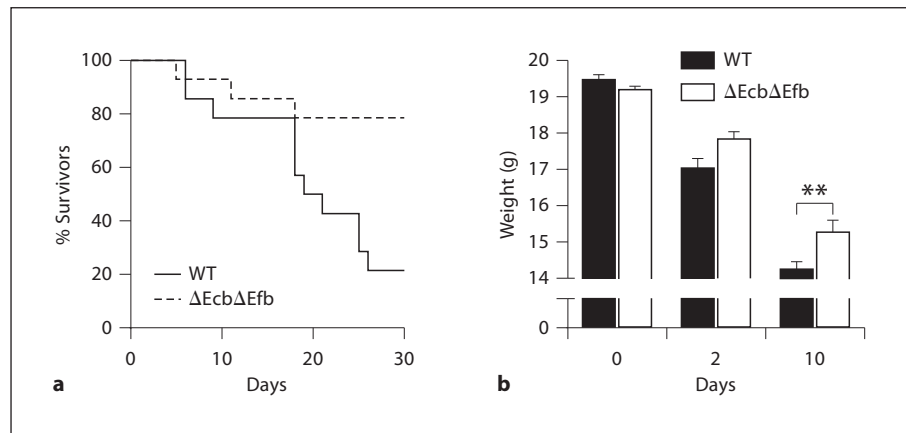 100
80
60
40
20
0
% Survivors
WT
ΔEcbΔEfb
0 10 20 30
Days
a
20
19
18
17
16
15
14
0
Weight (g)
WT
ΔEcbΔEfb
**
0 2 10
Days
b